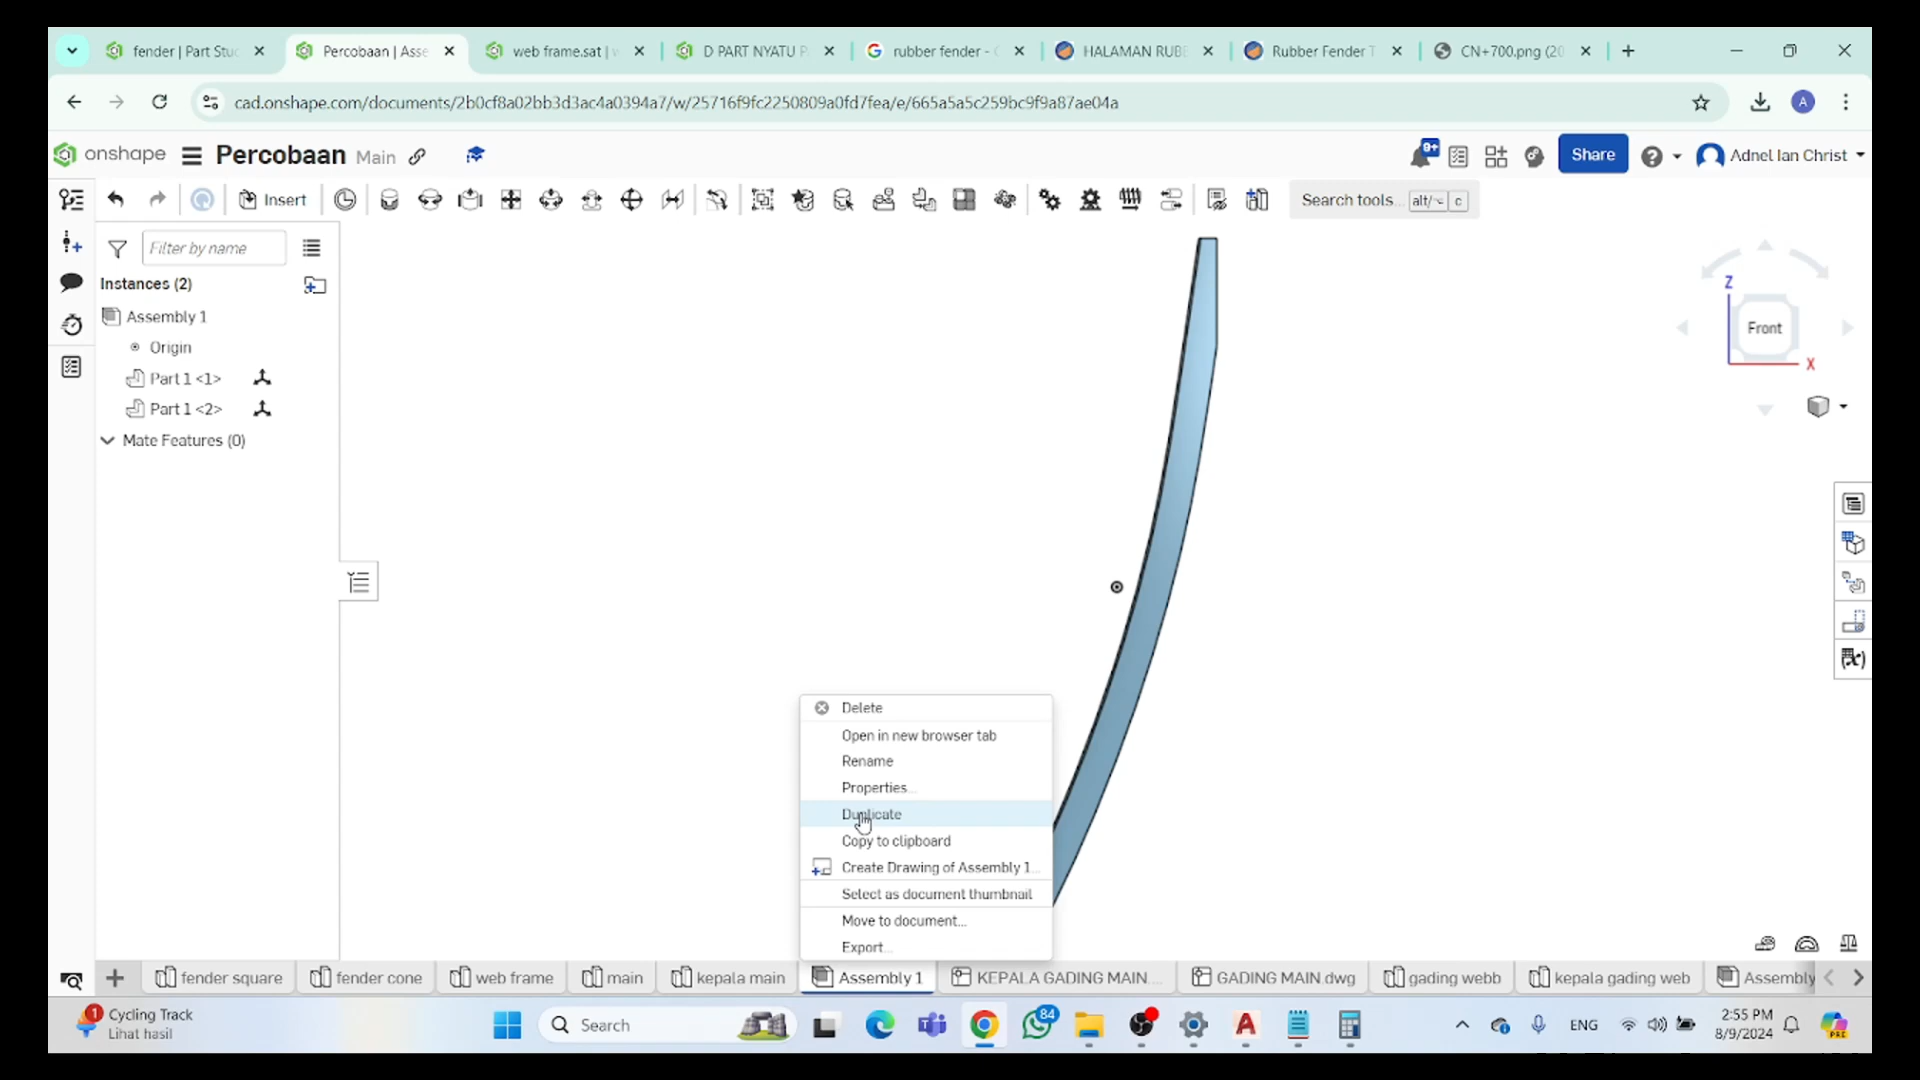 fender | Part Stu
Percobaan | Asse
web frame.sat |
D PART NYATU P
rubber fender -
HALAMAN RUB
Rubber Fender T
CN+700.png (20
cad.onshape.com/documents/2b0cf8a02bb3d3ac4a0394a7/w/25716f9fc2250809a0fd7fea/e/665a5a5c259bc9f9a87ae04a
A
onshape
Percobaan Main
9+
Share
Adnel Ian Christ
Insert
Search tools... alt/⌥ c
Filter by name
Instances (2)
Assembly 1
Origin
Part 1 <1>
Part 1 <2>
Mate Features (0)
Z
Front
X
Delete
Open in new browser tab
Rename
Properties...
Duplicate
Copy to clipboard
Create Drawing of Assembly 1...
Select as document thumbnail
Move to document...
Export...
fender square
fender cone
web frame
main
kepala main
Assembly 1
KEPALA GADING MAIN....
GADING MAIN.dwg
gading webb
kepala gading web
Assembly
1
Cycling Track
Lihat hasil
Search
84
ENG
2:55 PM
8/9/2024
PRE